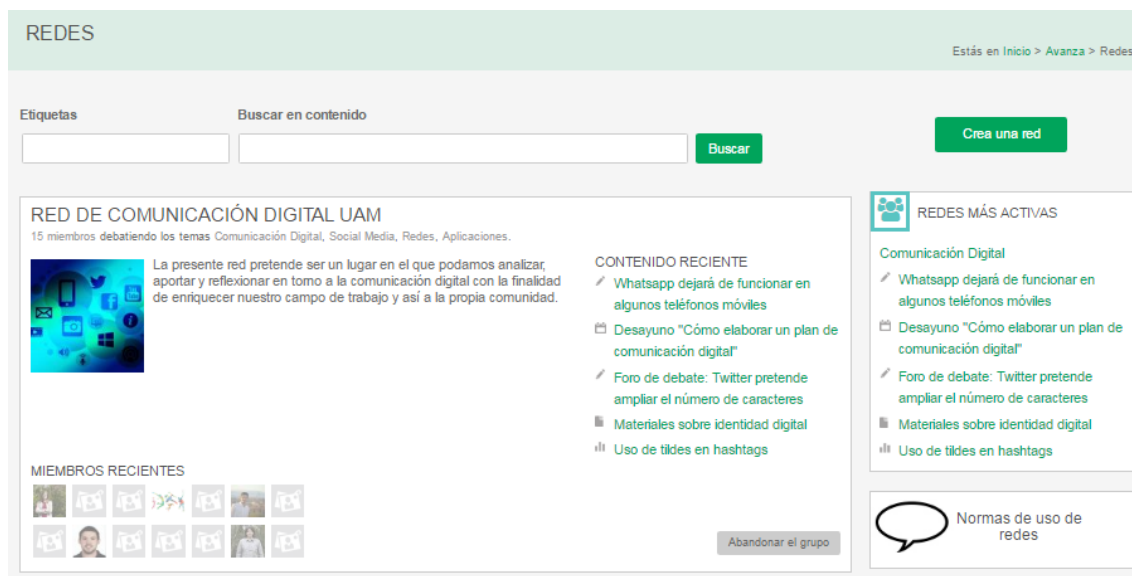 REDES
Estás en Inicio > Avanza > Redes
Etiquetas
Buscar en contenido
Buscar
Crea una red
RED DE COMUNICACIÓN DIGITAL UAM
15 miembros debatiendo los temas Comunicación Digital, Social Media, Redes, Aplicaciones.
La presente red pretende ser un lugar en el que podamos analizar,
aportar y reflexionar en torno a la comunicación digital con la finalidad
de enriquecer nuestro campo de trabajo y así a la propia comunidad.
CONTENIDO RECIENTE
Whatsapp dejará de funcionar en
algunos teléfonos móviles
Desayuno "Cómo elaborar un plan de
comunicación digital"
Foro de debate: Twitter pretende
ampliar el número de caracteres
Materiales sobre identidad digital
Uso de tildes en hashtags
MIEMBROS RECIENTES
Abandonar el grupo
REDES MÁS ACTIVAS
Comunicación Digital
Whatsapp dejará de funcionar en
algunos teléfonos móviles
Desayuno "Cómo elaborar un plan de
comunicación digital"
Foro de debate: Twitter pretende
ampliar el número de caracteres
Materiales sobre identidad digital
Uso de tildes en hashtags
Normas de uso de
redes